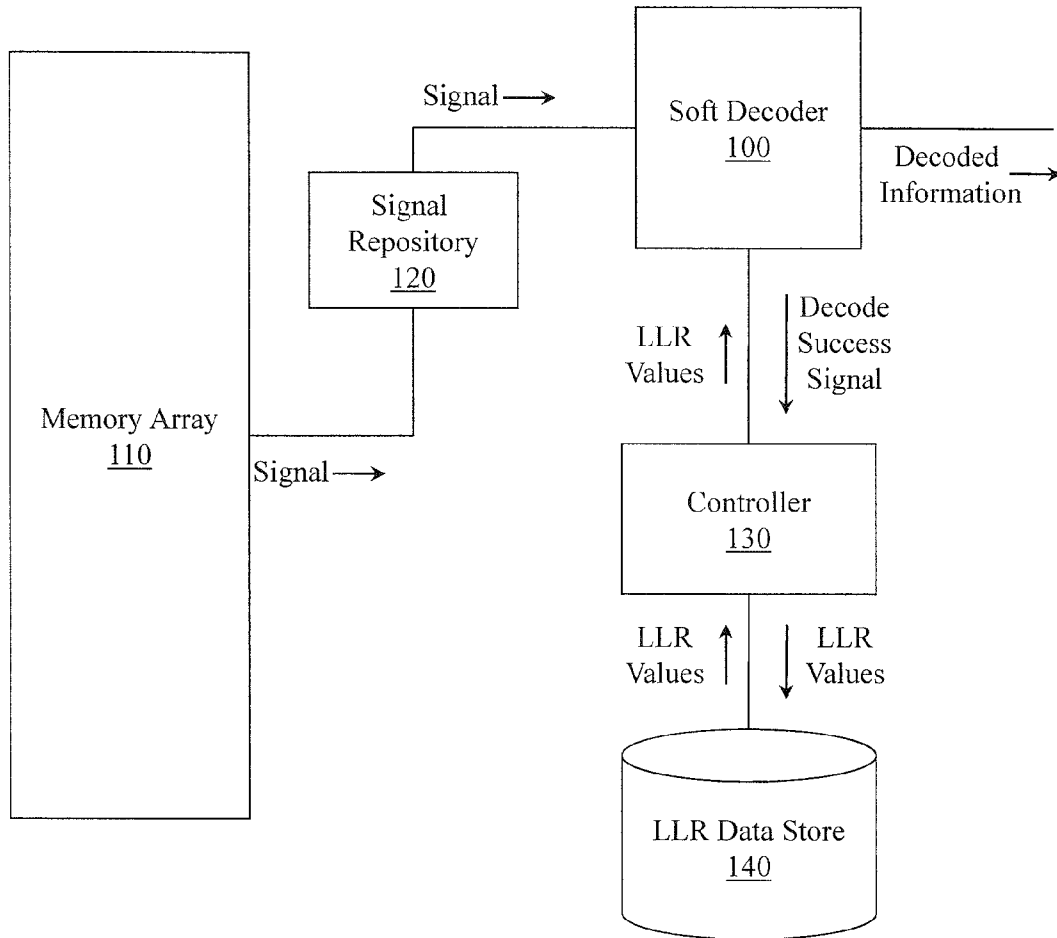 Signal
Soft Decoder
100
Decoded
Information
Signal
Repository
120
LLR
Values
Decode
Success
Signal
Memory Array
110
Signal
Controller
130
LLR
Values
LLR
Values
LLR Data Store
140